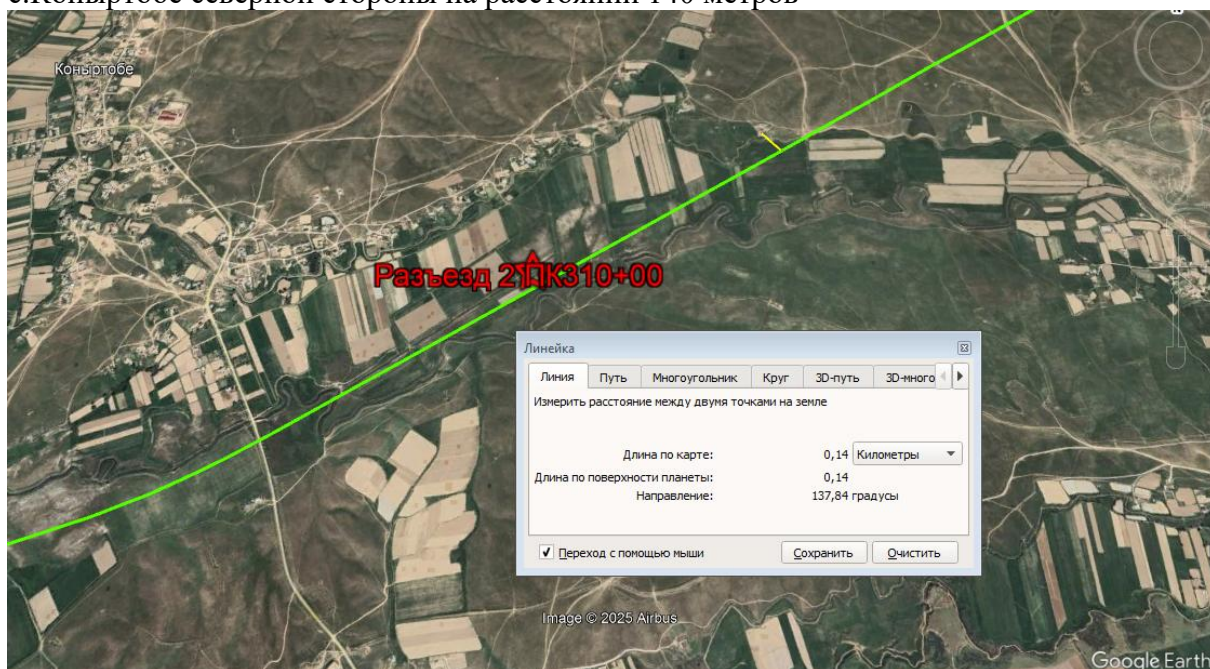 с.Коныртобе северной стороны на расстоянии 140 метров
Коныртобе
Разъезд 2 ПК310+00
Линейка
Линия Путь Многоугольник Круг 3D-путь 3D-много
Измерить расстояние между двумя точками на земле
Длина по карте: 0,14 Километры
Длина по поверхности планеты: 0,14
Направление: 137,84 градусы
Переход с помощью мыши Сохранить Очистить
Image © 2025 Airbus
Google Earth